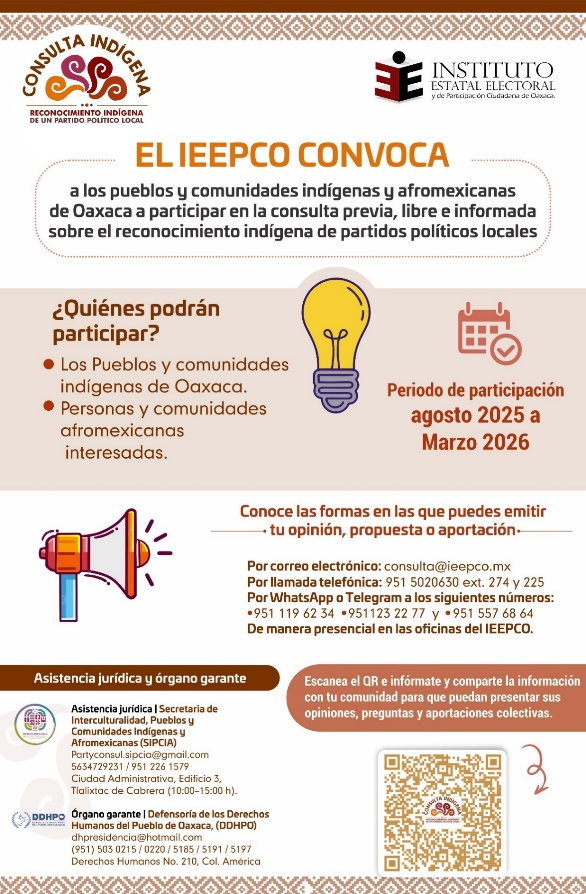 CONSULTA INDÍGENA
RECONOCIMIENTO INDÍGENA
DE UN PARTIDO POLÍTICO LOCAL
INSTITUTO
ESTATAL ELECTORAL
y de Participación Ciudadana de Oaxaca.
EL IEEPCO CONVOCA
a los pueblos y comunidades indígenas y afromexicanas
de Oaxaca a participar en la consulta previa, libre e informada
sobre el reconocimiento indígena de partidos políticos locales
¿Quiénes podrán
participar?
Los Pueblos y comunidades
indígenas de Oaxaca.
Personas y comunidades
afromexicanas
interesadas.
Periodo de participación
agosto 2025 a
Marzo 2026
Conoce las formas en las que puedes emitir
tu opinión, propuesta o aportación
Por correo electrónico: consulta@ieepco.mx
Por llamada telefónica: 951 5020630 ext. 274 y 225
Por WhatsApp o Telegram a los siguientes números:
•951 119 62 34 •951123 22 77 y •951 557 68 64
De manera presencial en las oficinas del IEEPCO.
Asistencia jurídica y órgano garante
Asistencia jurídica | Secretaria de
Interculturalidad, Pueblos y
Comunidades Indígenas y
Afromexicanas (SIPCIA)
Partyconsul.sipcia@gmail.com
5634729231 / 951 226 1579
Ciudad Administrativa, Edificio 3,
Tlalixtac de Cabrera (10:00–15:00 h).
DDHPO
Órgano garante | Defensoría de los Derechos
Humanos del Pueblo de Oaxaca, (DDHPO)
dhpresidencia@hotmail.com
(951) 503 0215 / 0220 / 5185 / 5191 / 5197
Derechos Humanos No. 210, Col. América
Escanea el QR e infórmate y comparte la información
con tu comunidad para que puedan presentar sus
opiniones, preguntas y aportaciones colectivas.
CONSULTA INDÍGENA